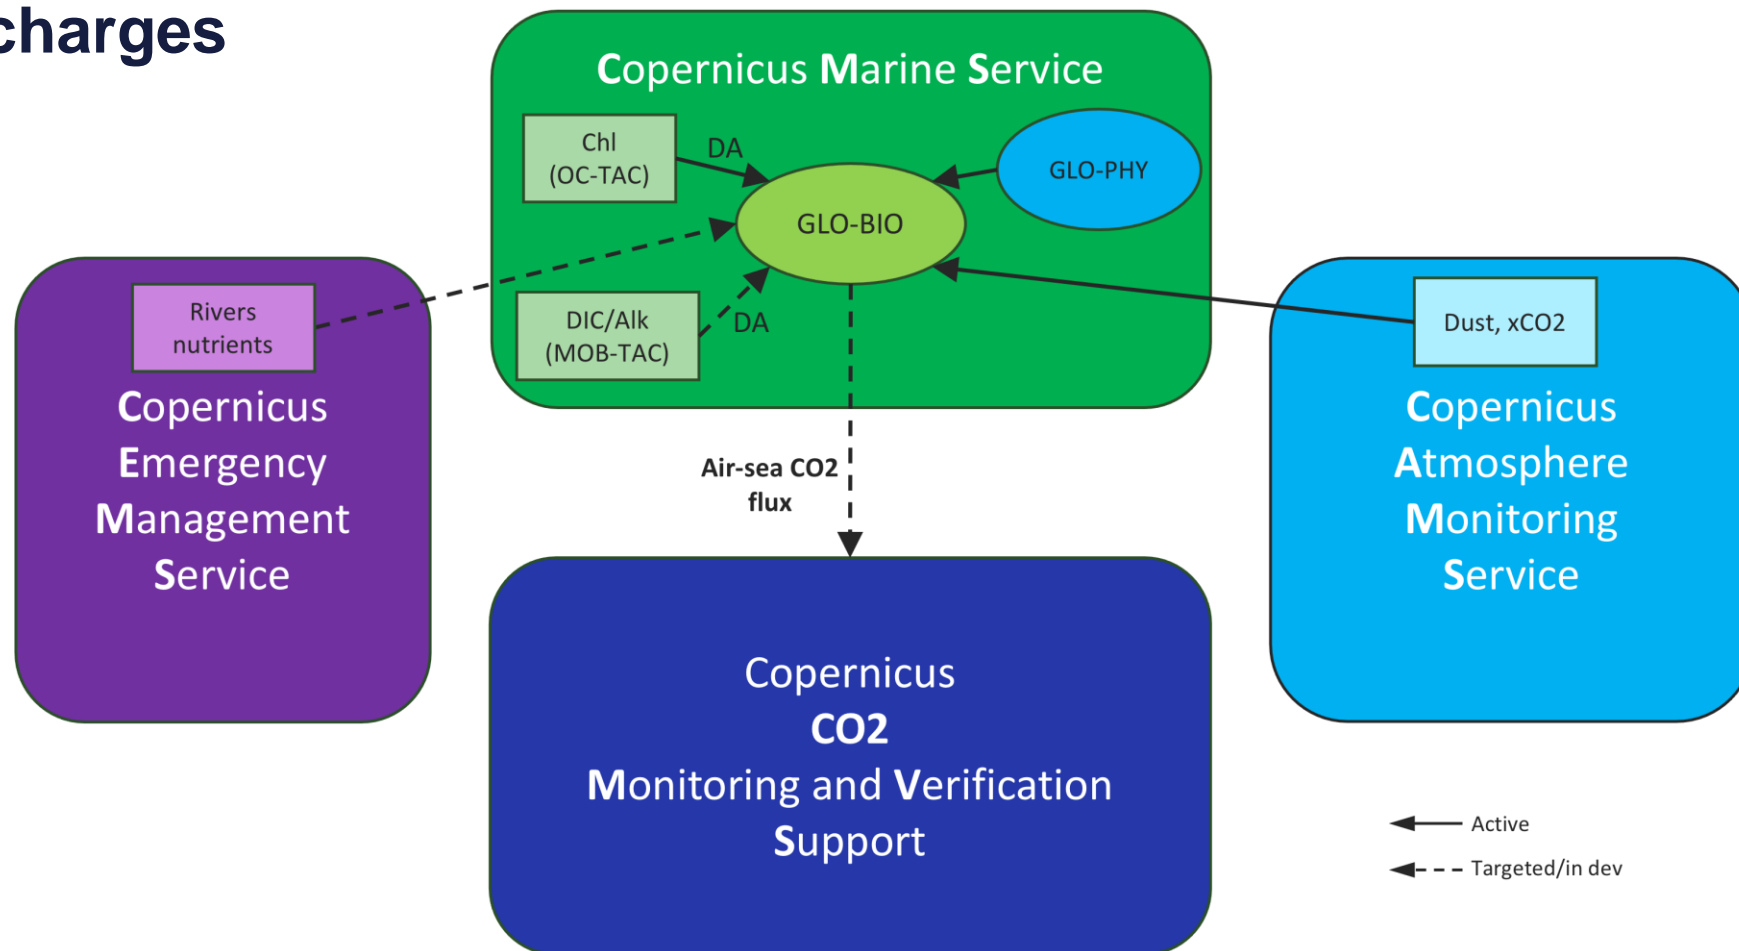 charges
Copernicus Marine Service
Chl
(OC-TAC)
DA
GLO-PHY
GLO-BIO
DIC/Alk
(MOB-TAC)
DA
Rivers
nutrients
Copernicus
Emergency
Management
Service
Dust, xCO2
Copernicus
Atmosphere
Monitoring
Service
Air-sea CO2
flux
Copernicus
CO2
Monitoring and Verification
Support
Active
Targeted/in dev